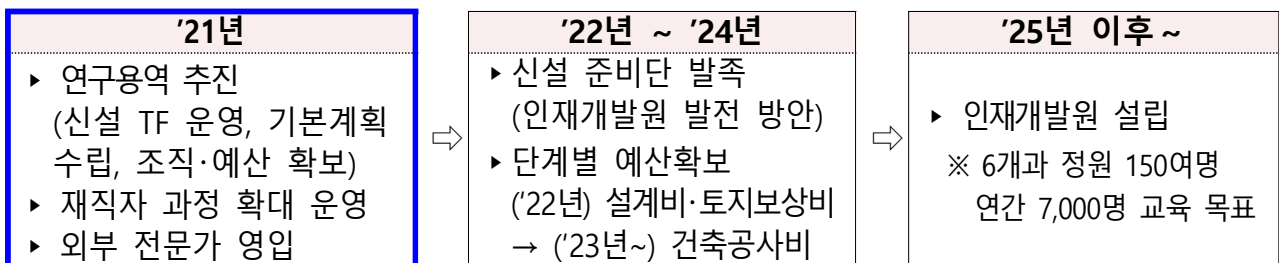 ’21년
▸ 연구용역 추진
(신설 TF 운영, 기본계획
수립, 조직·예산 확보)
▸ 재직자 과정 확대 운영
▸ 외부 전문가 영입
⇨
’22년 ~ ’24년
▸신설 준비단 발족
(인재개발원 발전 방안)
▸단계별 예산확보
(’22년) 설계비·토지보상비
→ (’23년~) 건축공사비
⇨
’25년 이후~
▸ 인재개발원 설립
※ 6개과 정원 150여명
연간 7,000명 교육 목표